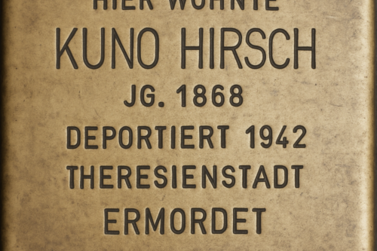 HIER WOHNTE
KUNO HIRSCH
JG. 1868
DEPORTIERT 1942
THERESIENSTADT
ERMORDET